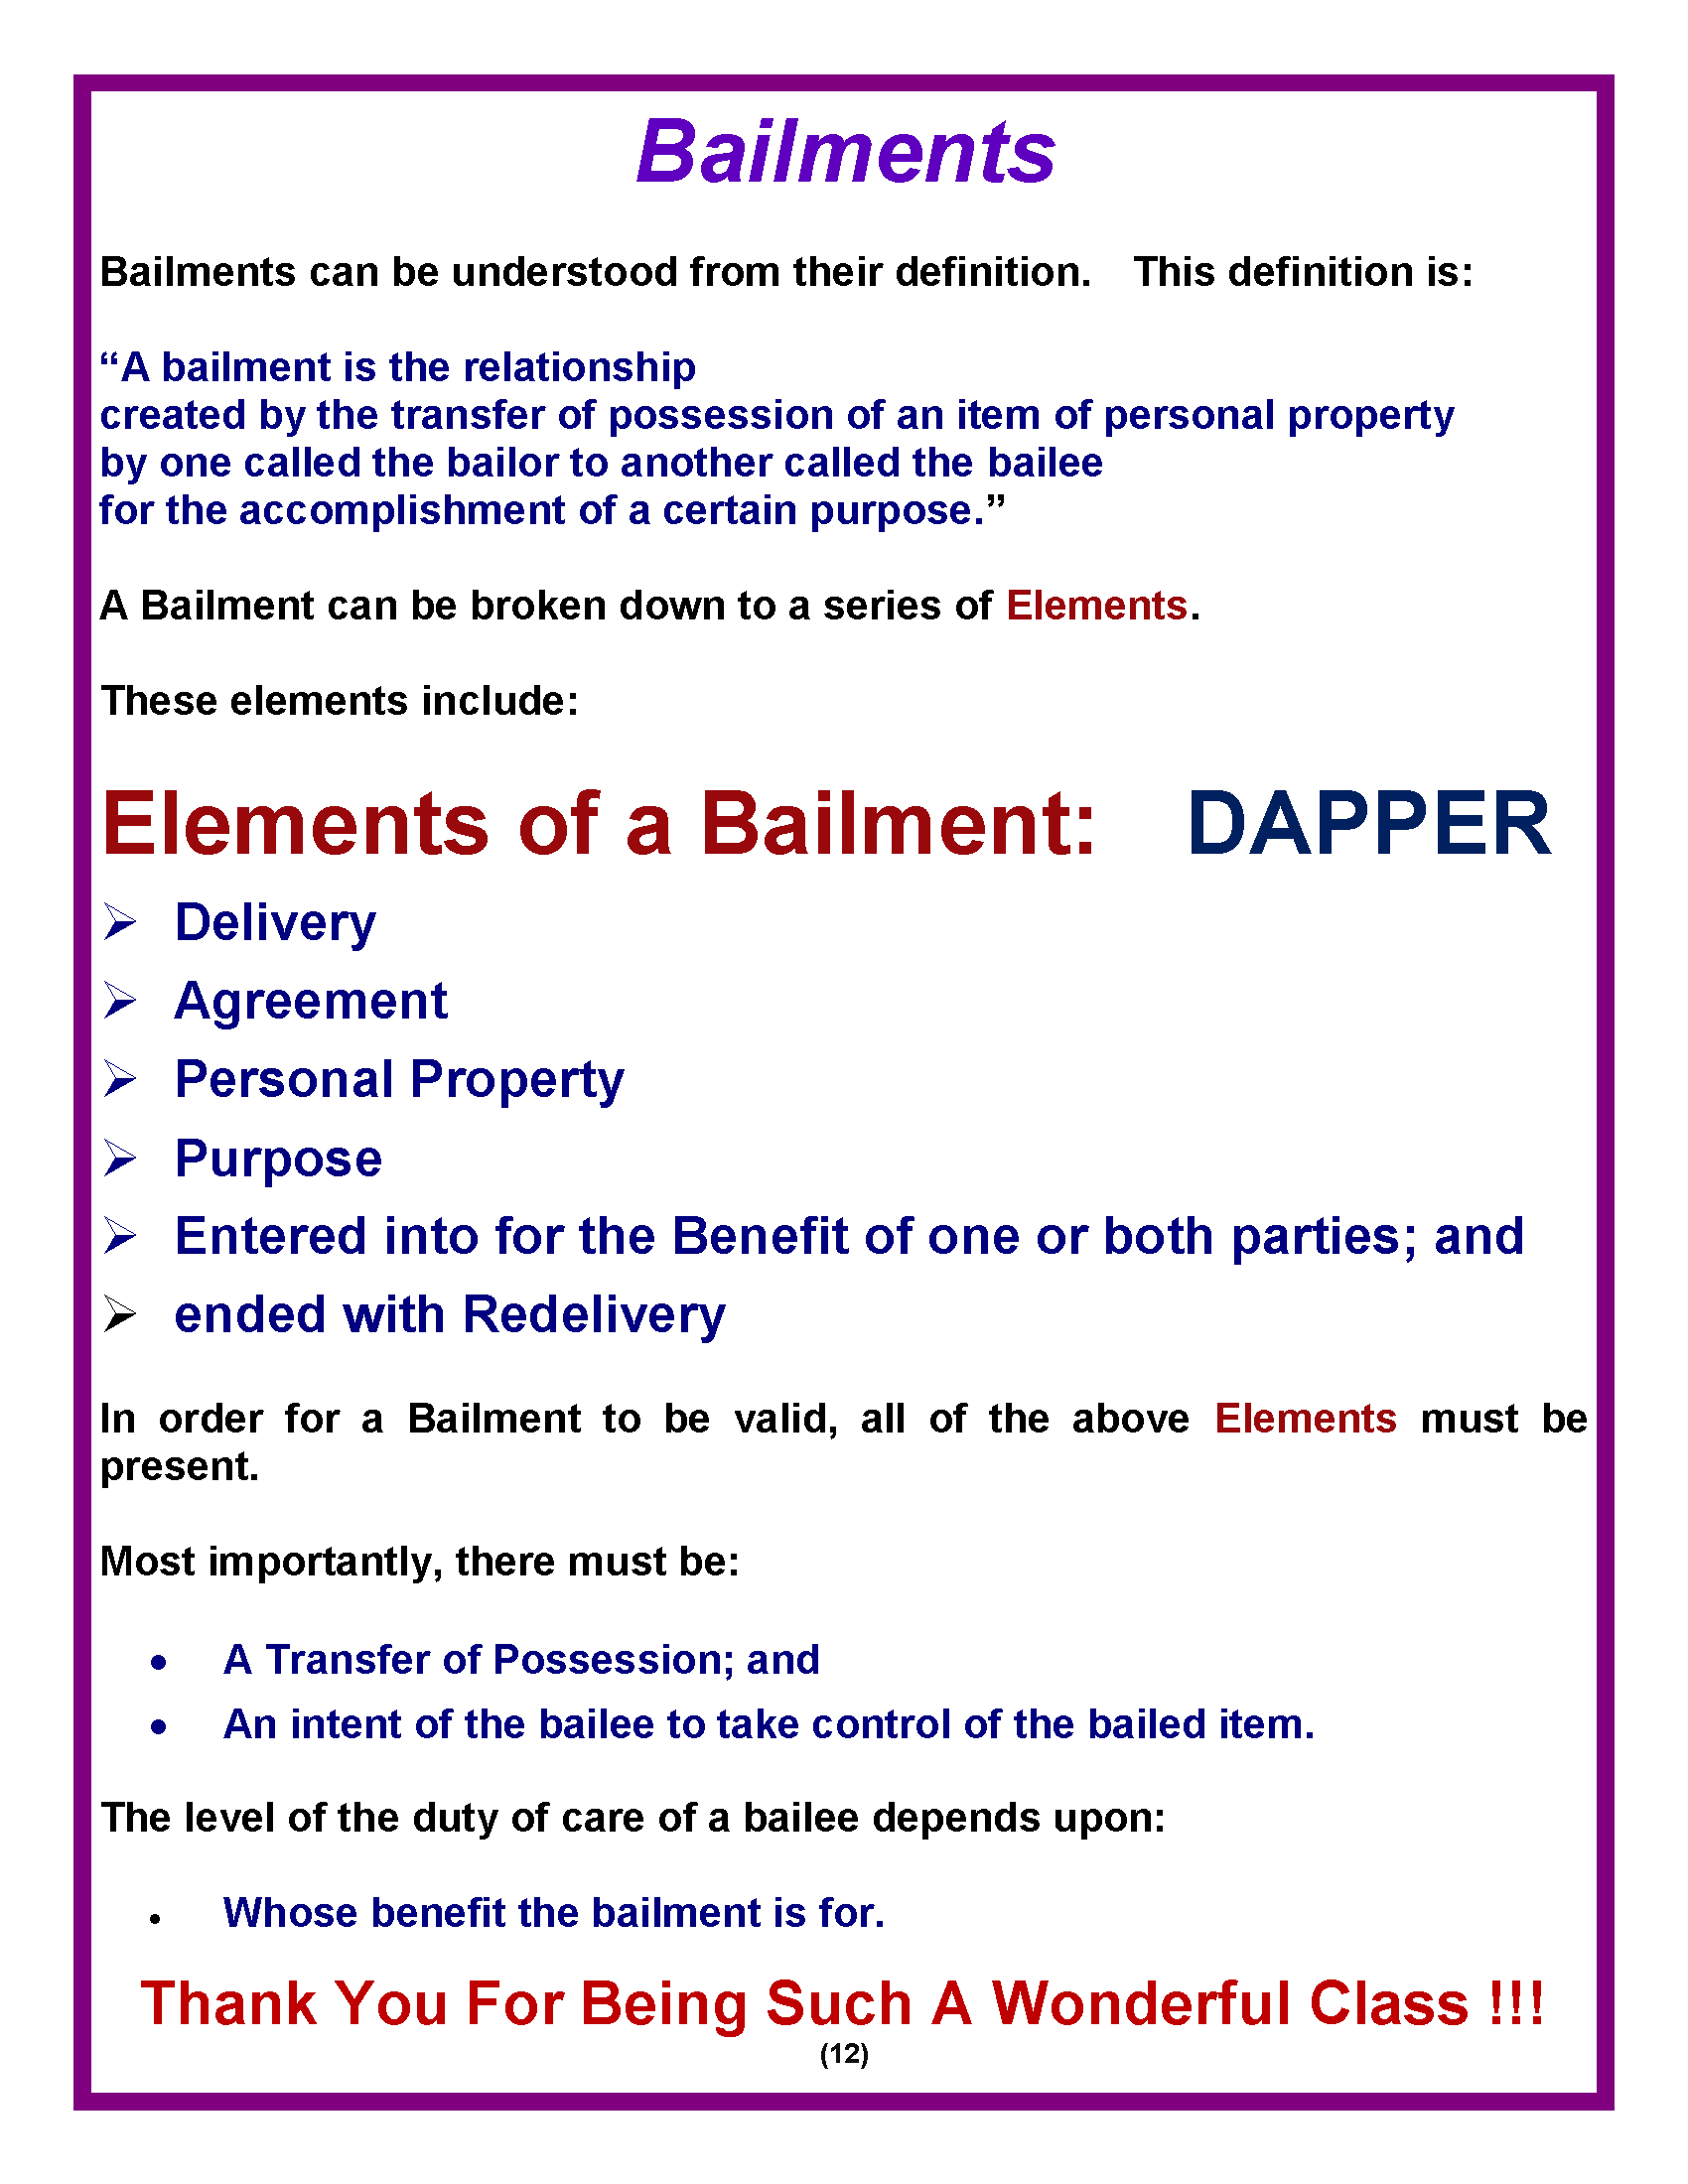 Bailments
Bailments can be understood from their definition.   This definition is:
“A bailment is the relationship
created by the transfer of possession of an item of personal property
by one called the bailor to another called the bailee
for the accomplishment of a certain purpose.”
A Bailment can be broken down to a series of Elements.
These elements include:
Elements of a Bailment:   DAPPER
➢ Delivery
➢ Agreement
➢ Personal Property
➢ Purpose
➢ Entered into for the Benefit of one or both parties; and
➢ ended with Redelivery
In order for a Bailment to be valid, all of the above Elements must be
present.
Most importantly, there must be:
• A Transfer of Possession; and
• An intent of the bailee to take control of the bailed item.
The level of the duty of care of a bailee depends upon:
• Whose benefit the bailment is for.
Thank You For Being Such A Wonderful Class !!!
(12)